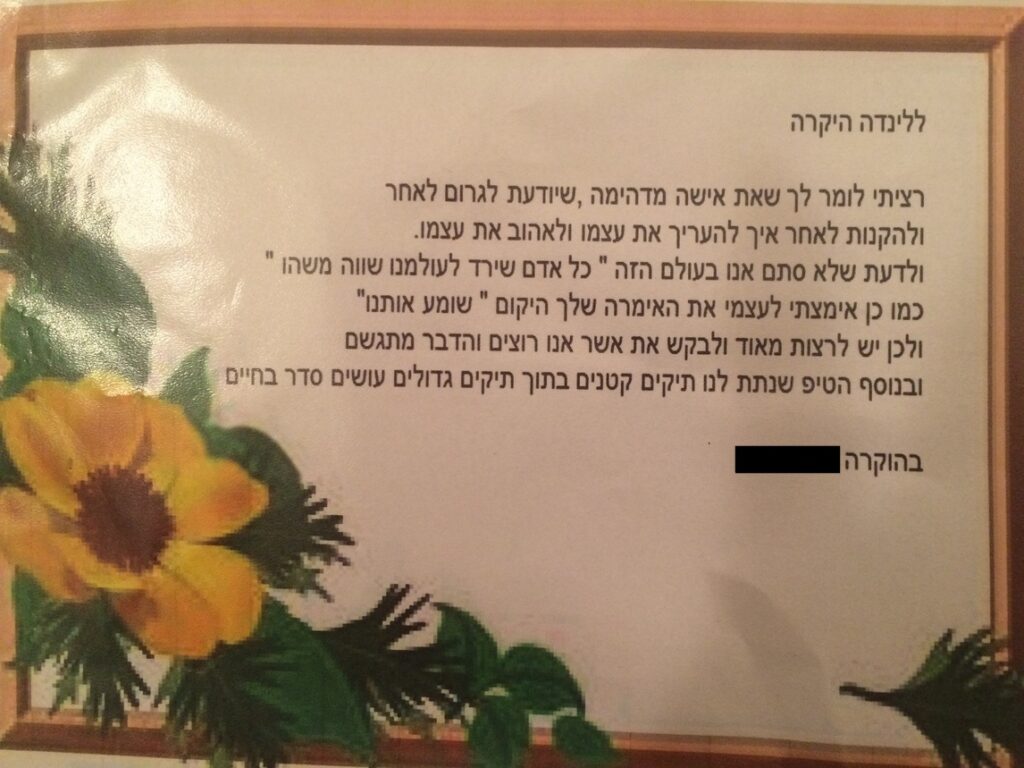 ללינדה היקרה
רציתי לומר לך שאת אישה מדהימה ,שיודעת לגרום לאחר
ולהקנות לאחר איך להעריך את עצמו ולאהוב את עצמו.
ולדעת שלא סתם אנו בעולם הזה " כל אדם שירד לעולמנו שווה משהו "
כמו כן אימצתי לעצמי את האימרה שלך היקום " שומע אותנו"
ולכן יש לרצות מאוד ולבקש את אשר אנו רוצים והדבר מתגשם
ובנוסף הטיפ שנתת לנו תיקים קטנים בתוך תיקים גדולים עושים סדר בחיים
בהוקרה